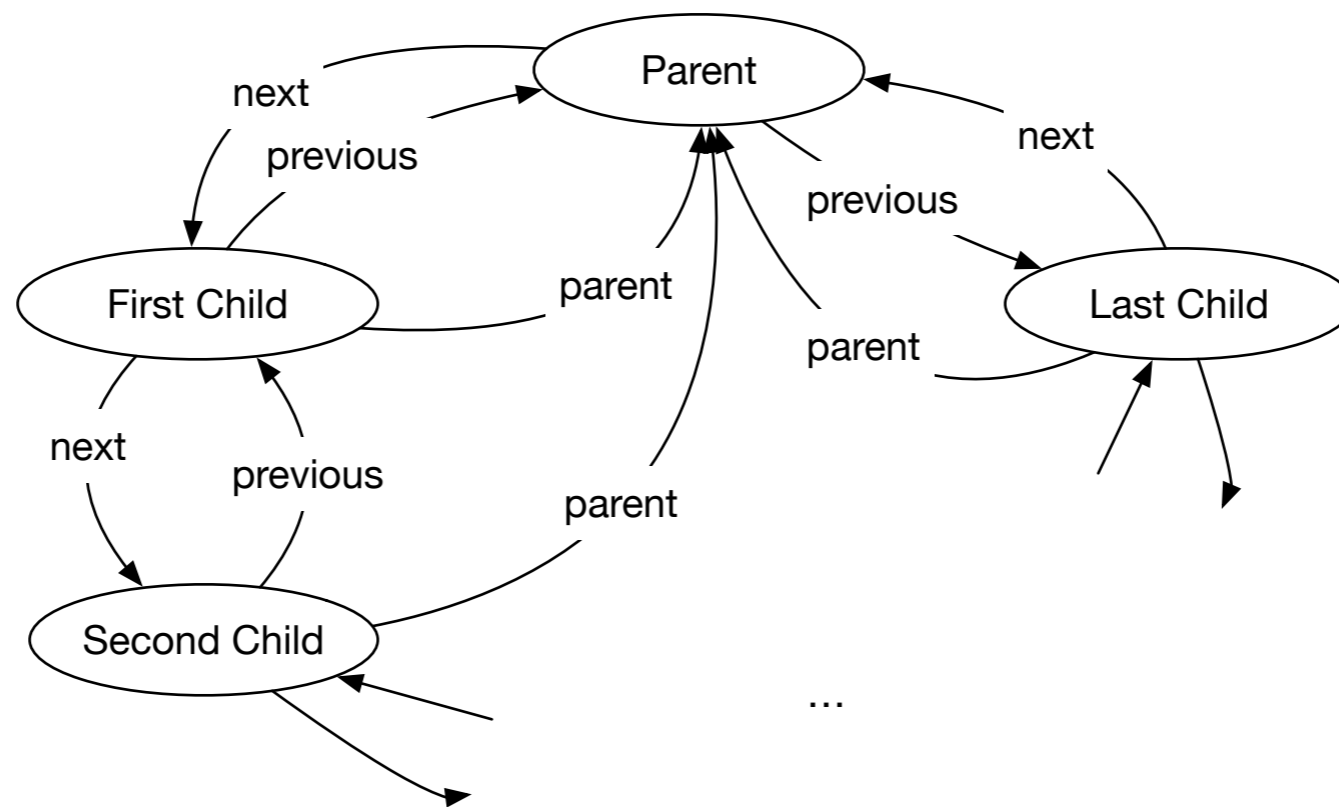 Parent
next
next
previous
previous
parent
First Child
Last Child
parent
next
previous
parent
Second Child
...